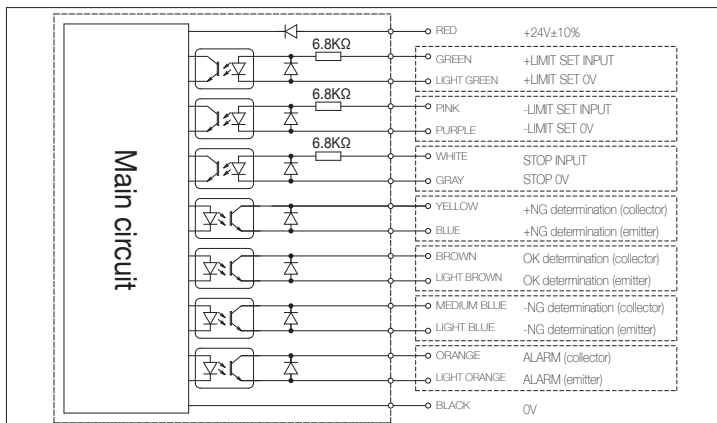 Main circuit
RED +24V±10%
6.8KΩ
GREEN +LIMIT SET INPUT
LIGHT GREEN +LIMIT SET 0V
6.8KΩ
PINK -LIMIT SET INPUT
PURPLE -LIMIT SET 0V
6.8KΩ
WHITE STOP INPUT
GRAY STOP 0V
YELLOW +NG determination (collector)
BLUE +NG determination (emitter)
BROWN OK determination (collector)
LIGHT BROWN OK determination (emitter)
MEDIUM BLUE -NG determination (collector)
LIGHT BLUE -NG determination (emitter)
ORANGE ALARM (collector)
LIGHT ORANGE ALARM (emitter)
BLACK 0V